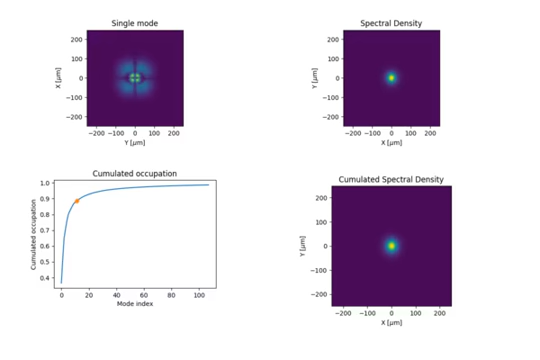 Single mode
200
100
0
−100
−200
X [μm]
−200 −100 0 100 200
Y [μm]
Spectral Density
200
100
0
−100
−200
Y [μm]
−200 −100 0 100 200
X [μm]
Cumulated occupation
1.0
0.9
0.8
0.7
0.6
0.5
0.4
Cumulated occupation
0 20 40 60 80 100
Mode index
Cumulated Spectral Density
200
100
0
−100
−200
Y [μm]
−200 −100 0 100 200
X [μm]